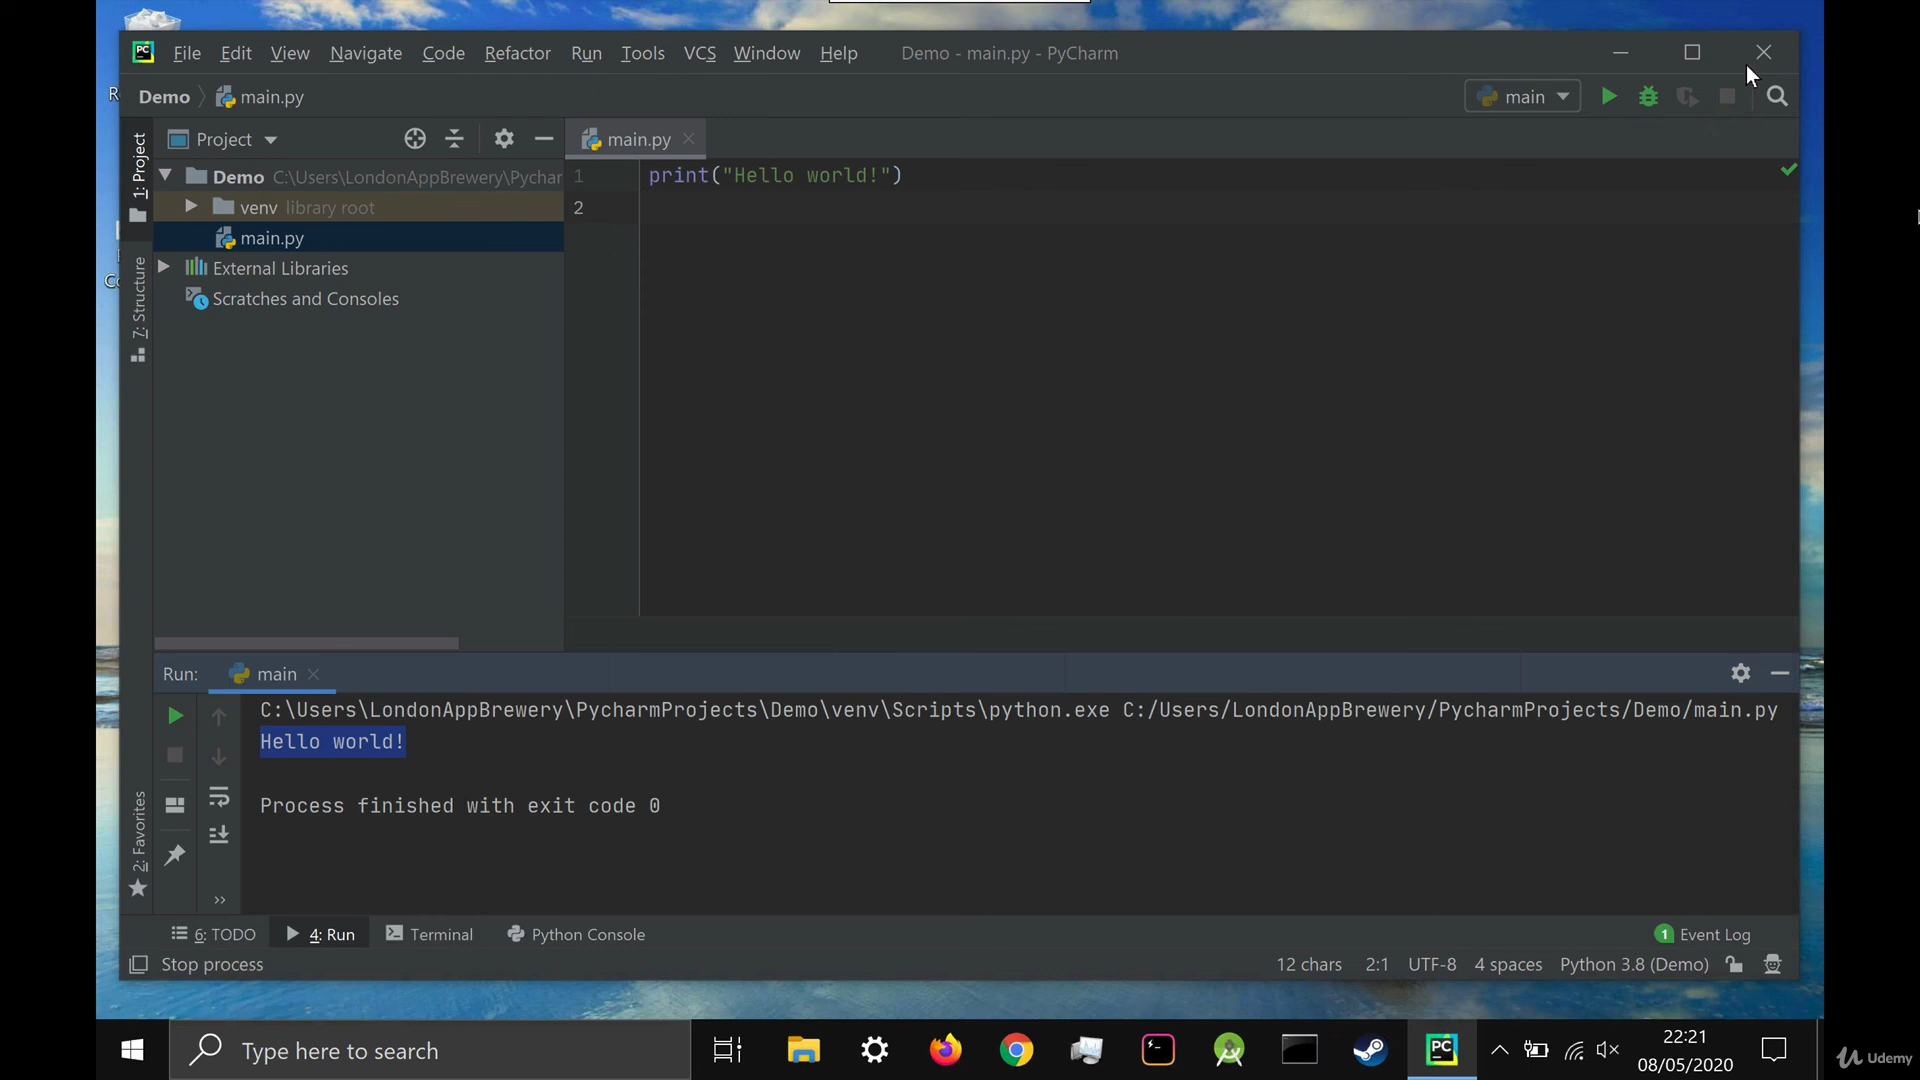 PC File Edit View Navigate Code Refactor Run Tools VCS Window Help Demo - main.py - PyCharm
Demo main.py main
Project main.py
1: Project
Demo C:\Users\LondonAppBrewery\Pychar
venv library root
main.py
External Libraries
Scratches and Consoles
7: Structure
1 print("Hello world!")
2
Run: main
C:\Users\LondonAppBrewery\PycharmProjects\Demo\venv\Scripts\python.exe C:/Users/LondonAppBrewery/PycharmProjects/Demo/main.py
Hello world!
Process finished with exit code 0
2: Favorites
6: TODO 4: Run Terminal Python Console 1 Event Log
Stop process 12 chars 2:1 UTF-8 4 spaces Python 3.8 (Demo)
Type here to search PC 22:21
08/05/2020
Udemy